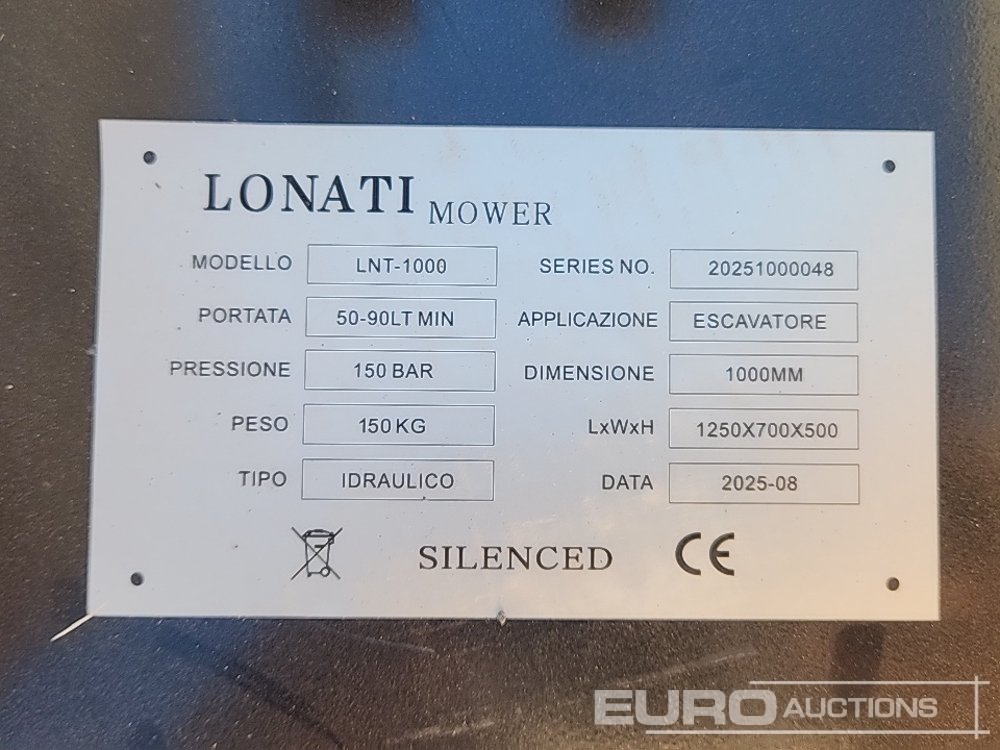 LONATI MOWER
MODELLO LNT-1000 SERIES NO. 20251000048
PORTATA 50-90LT MIN APPLICAZIONE ESCAVATORE
PRESSIONE 150 BAR DIMENSIONE 1000MM
PESO 150 KG LxWxH 1250X700X500
TIPO IDRAULICO DATA 2025-08
SILENCED CE
EURO AUCTIONS